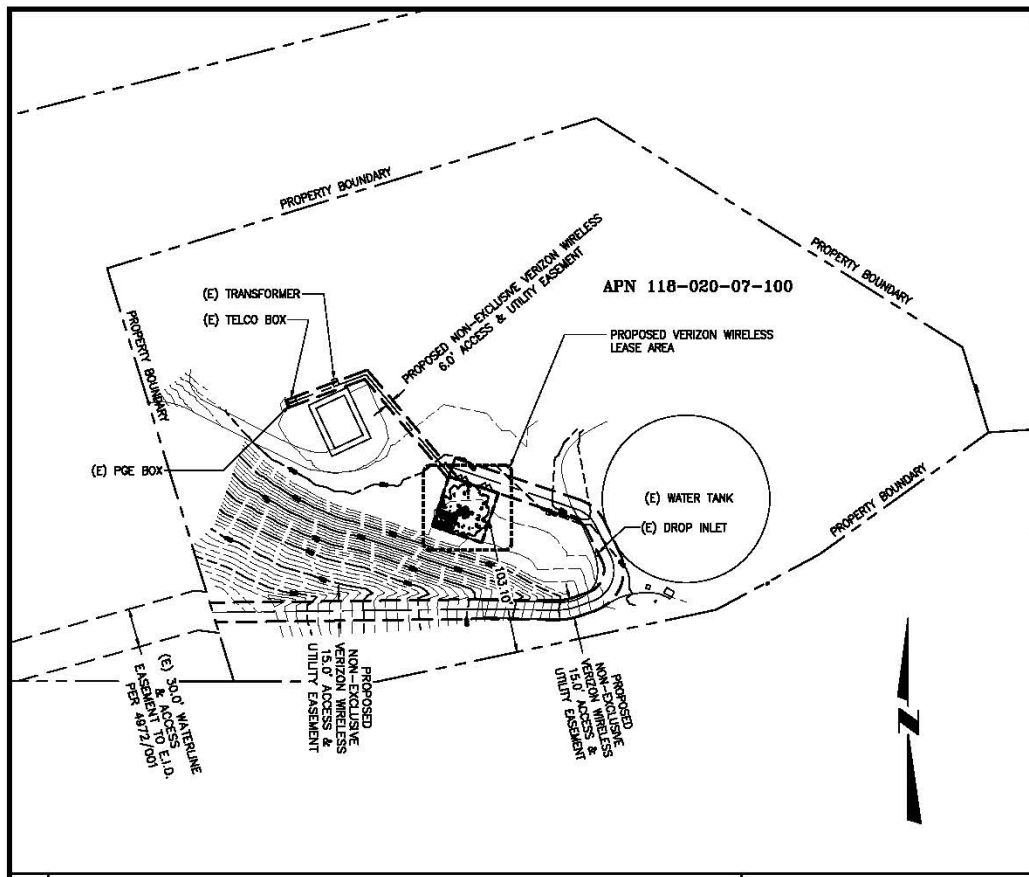 PROPERTY BOUNDARY
PROPERTY BOUNDARY
PROPERTY BOUNDARY
PROPOSED NON-EXCLUSIVE VERIZON WIRELESS
6.0' ACCESS & UTILITY EASEMENT
APN 118-020-07-100
(E) TRANSFORMER
(E) TELCO BOX
PROPOSED VERIZON WIRELESS
LEASE AREA
(E) PGE BOX
(E) WATER TANK
(E) DROP INLET
PROPERTY BOUNDARY
103'10"
(E) 30.0' WATERLINE
& ACCESS
EASEMENT TO E.I.D.
PER 4972/001
PROPOSED
NON-EXCLUSIVE
VERIZON WIRELESS
15.0' ACCESS &
UTILITY EASEMENT
PROPOSED
NON-EXCLUSIVE
VERIZON WIRELESS
15.0' ACCESS &
UTILITY EASEMENT
N